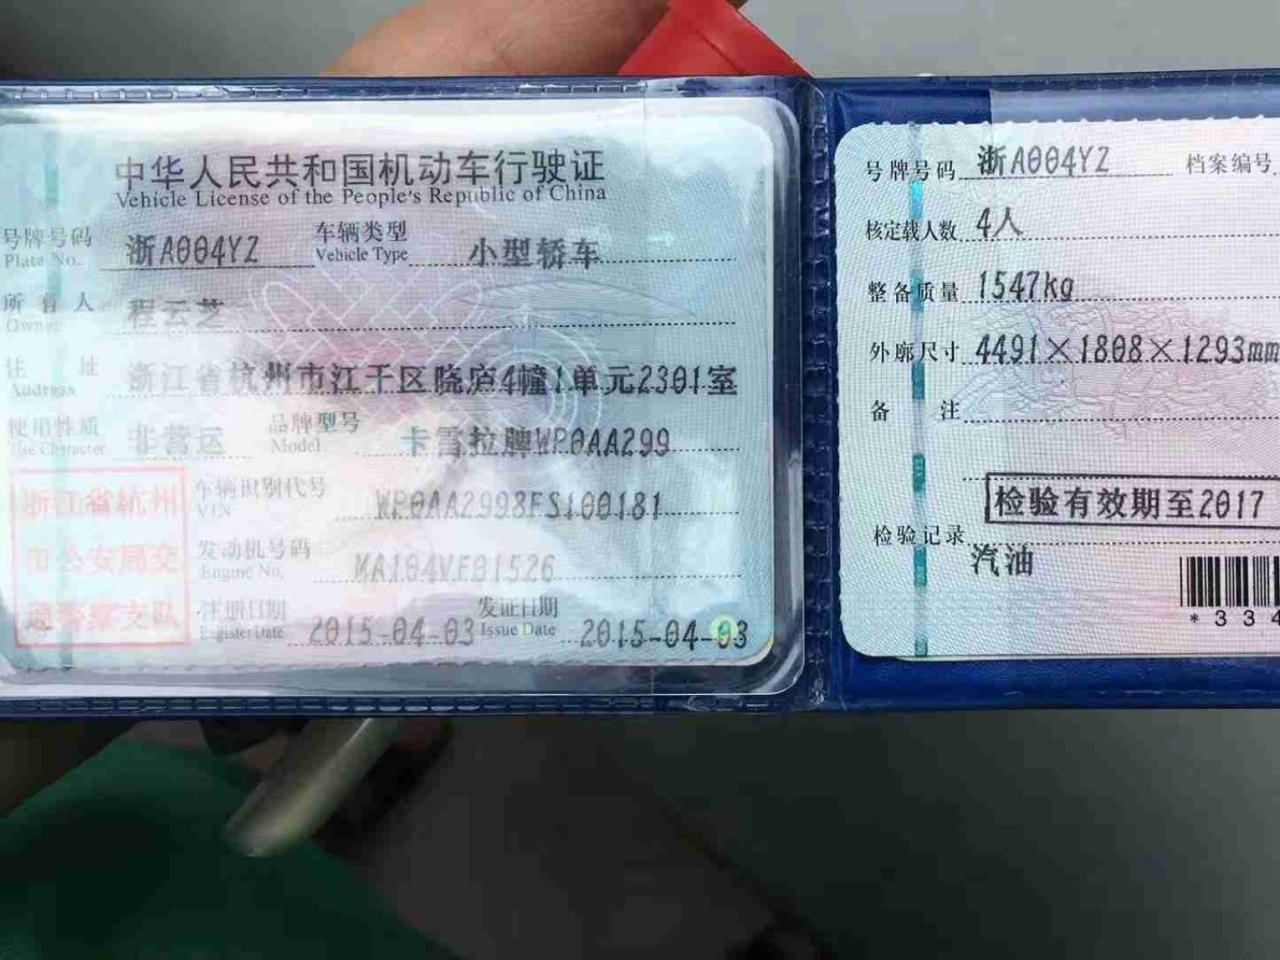 中华人民共和国机动车行驶证
Vehicle License of the People's Republic of China
号牌号码 浙A004YZ 车辆类型 小型轿车
Plate No. Vehicle Type
所有人 程云芝
Owner
住址 浙江省杭州市江干区晓庐4幢1单元2301室
Address
使用性质 非营运 品牌型号 卡雷拉牌WP0AA299
Use Character Model
浙江省杭州
市公安局交
通警察支队
车辆识别代号 WP0AA2998FS100181
VIN
发动机号码 MA104VF01526
Engine No.
注册日期 2015-04-03 发证日期 2015-04-03
Register Date Issue Date
号牌号码 浙A004YZ 档案编号
核定载人数 4人
整备质量 1547kg
外廓尺寸 4491×1808×1293mm
备注
检验有效期至2017
检验记录
汽油
*334